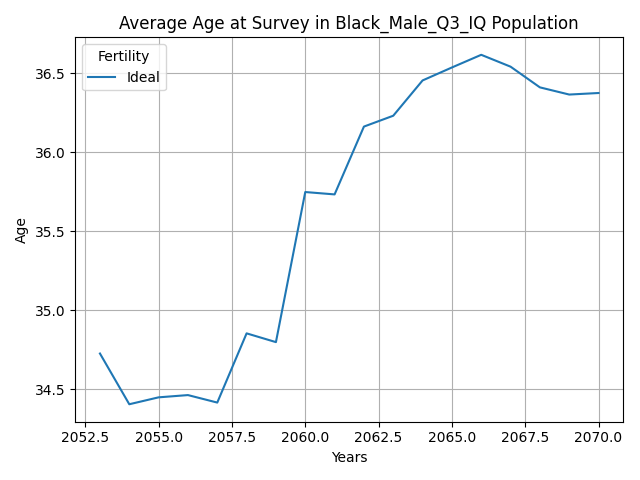 Average Age at Survey in Black_Male_Q3_IQ Population
Fertility
Ideal
36.5
36.0
35.5
35.0
34.5
Age
2052.5 2055.0 2057.5 2060.0 2062.5 2065.0 2067.5 2070.0
Years